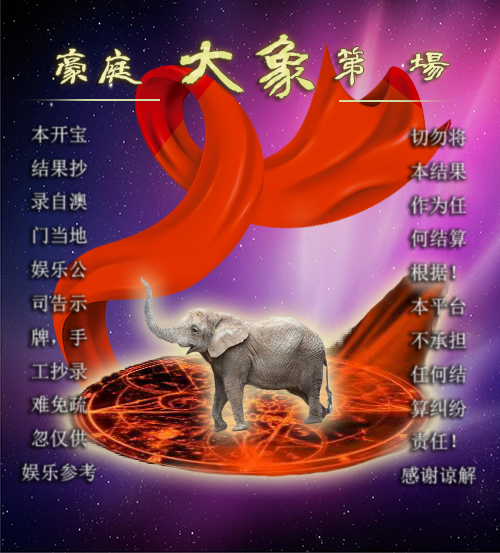 豪庭 大象 第 場
本开宝
结果抄
录自澳
门当地
娱乐公
司告示
牌，手
工抄录
难免疏
忽仅供
娱乐参考
切勿将
本结果
作为任
何结算
根据！
本平台
不承担
任何结
算纠纷
责任！
感谢谅解